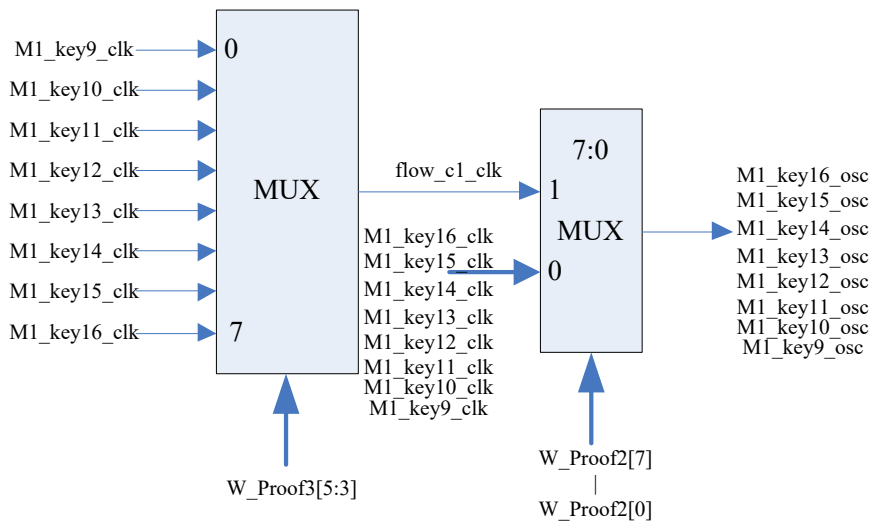 M1_key9_clk
M1_key10_clk
M1_key11_clk
M1_key12_clk
M1_key13_clk
M1_key14_clk
M1_key15_clk
M1_key16_clk
0
MUX
7
W_Proof3[5:3]
flow_c1_clk
M1_key16_clk
M1_key15_clk
M1_key14_clk
M1_key13_clk
M1_key12_clk
M1_key11_clk
M1_key10_clk
M1_key9_clk
7:0
1
MUX
0
W_Proof2[7]
|
W_Proof2[0]
M1_key16_osc
M1_key15_osc
M1_key14_osc
M1_key13_osc
M1_key12_osc
M1_key11_osc
M1_key10_osc
M1_key9_osc